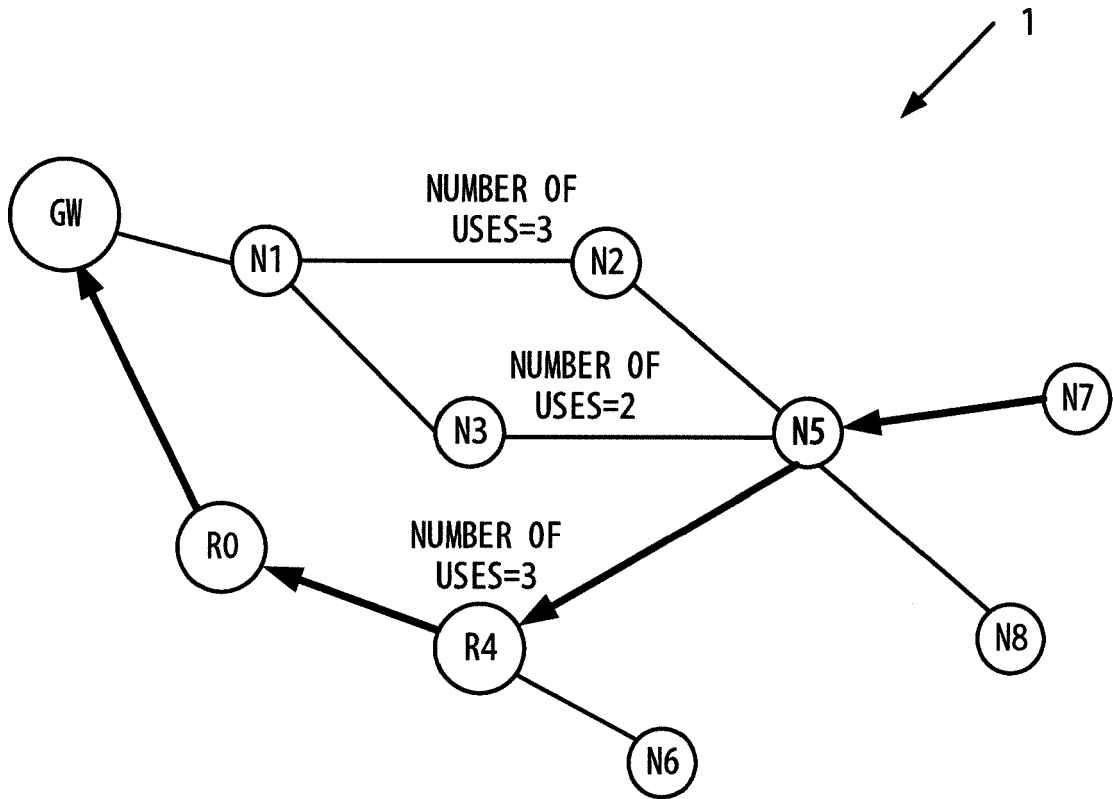 1
GW
NUMBER OF
USES=3
N1
N2
NUMBER OF
USES=2
N3
N5
N7
R0
NUMBER OF
USES=3
R4
N8
N6